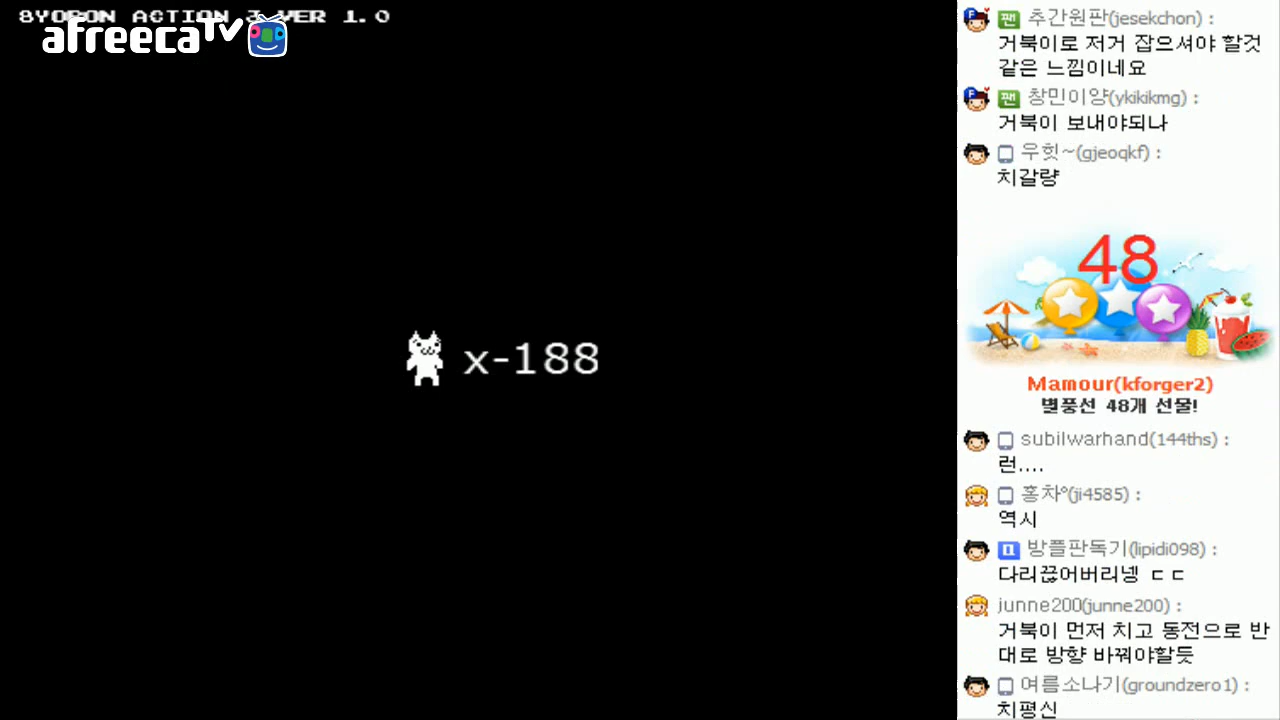 SYOBON ACTION 3 VER 1.0
afreecaTV
x-188
팬 추간원판(jesekchon) :
거북이로 저거 잡으셔야 할것
같은 느낌이네요
팬 창민이양(ykikikmg) :
거북이 보내야되나
우힛~(gjeoqkf) :
치갈량
48
Mamour(kforger2)
별풍선 48개 선물!
subilwarhand(144ths) :
런....
홍차°(ji4585) :
역시
방플판독기(lipidi098) :
다리끊어버리넹 ㄷㄷ
junne200(junne200) :
거북이 먼저 치고 동전으로 반
대로 방향 바꿔야할듯
여름소나기(groundzero1) :
치평신